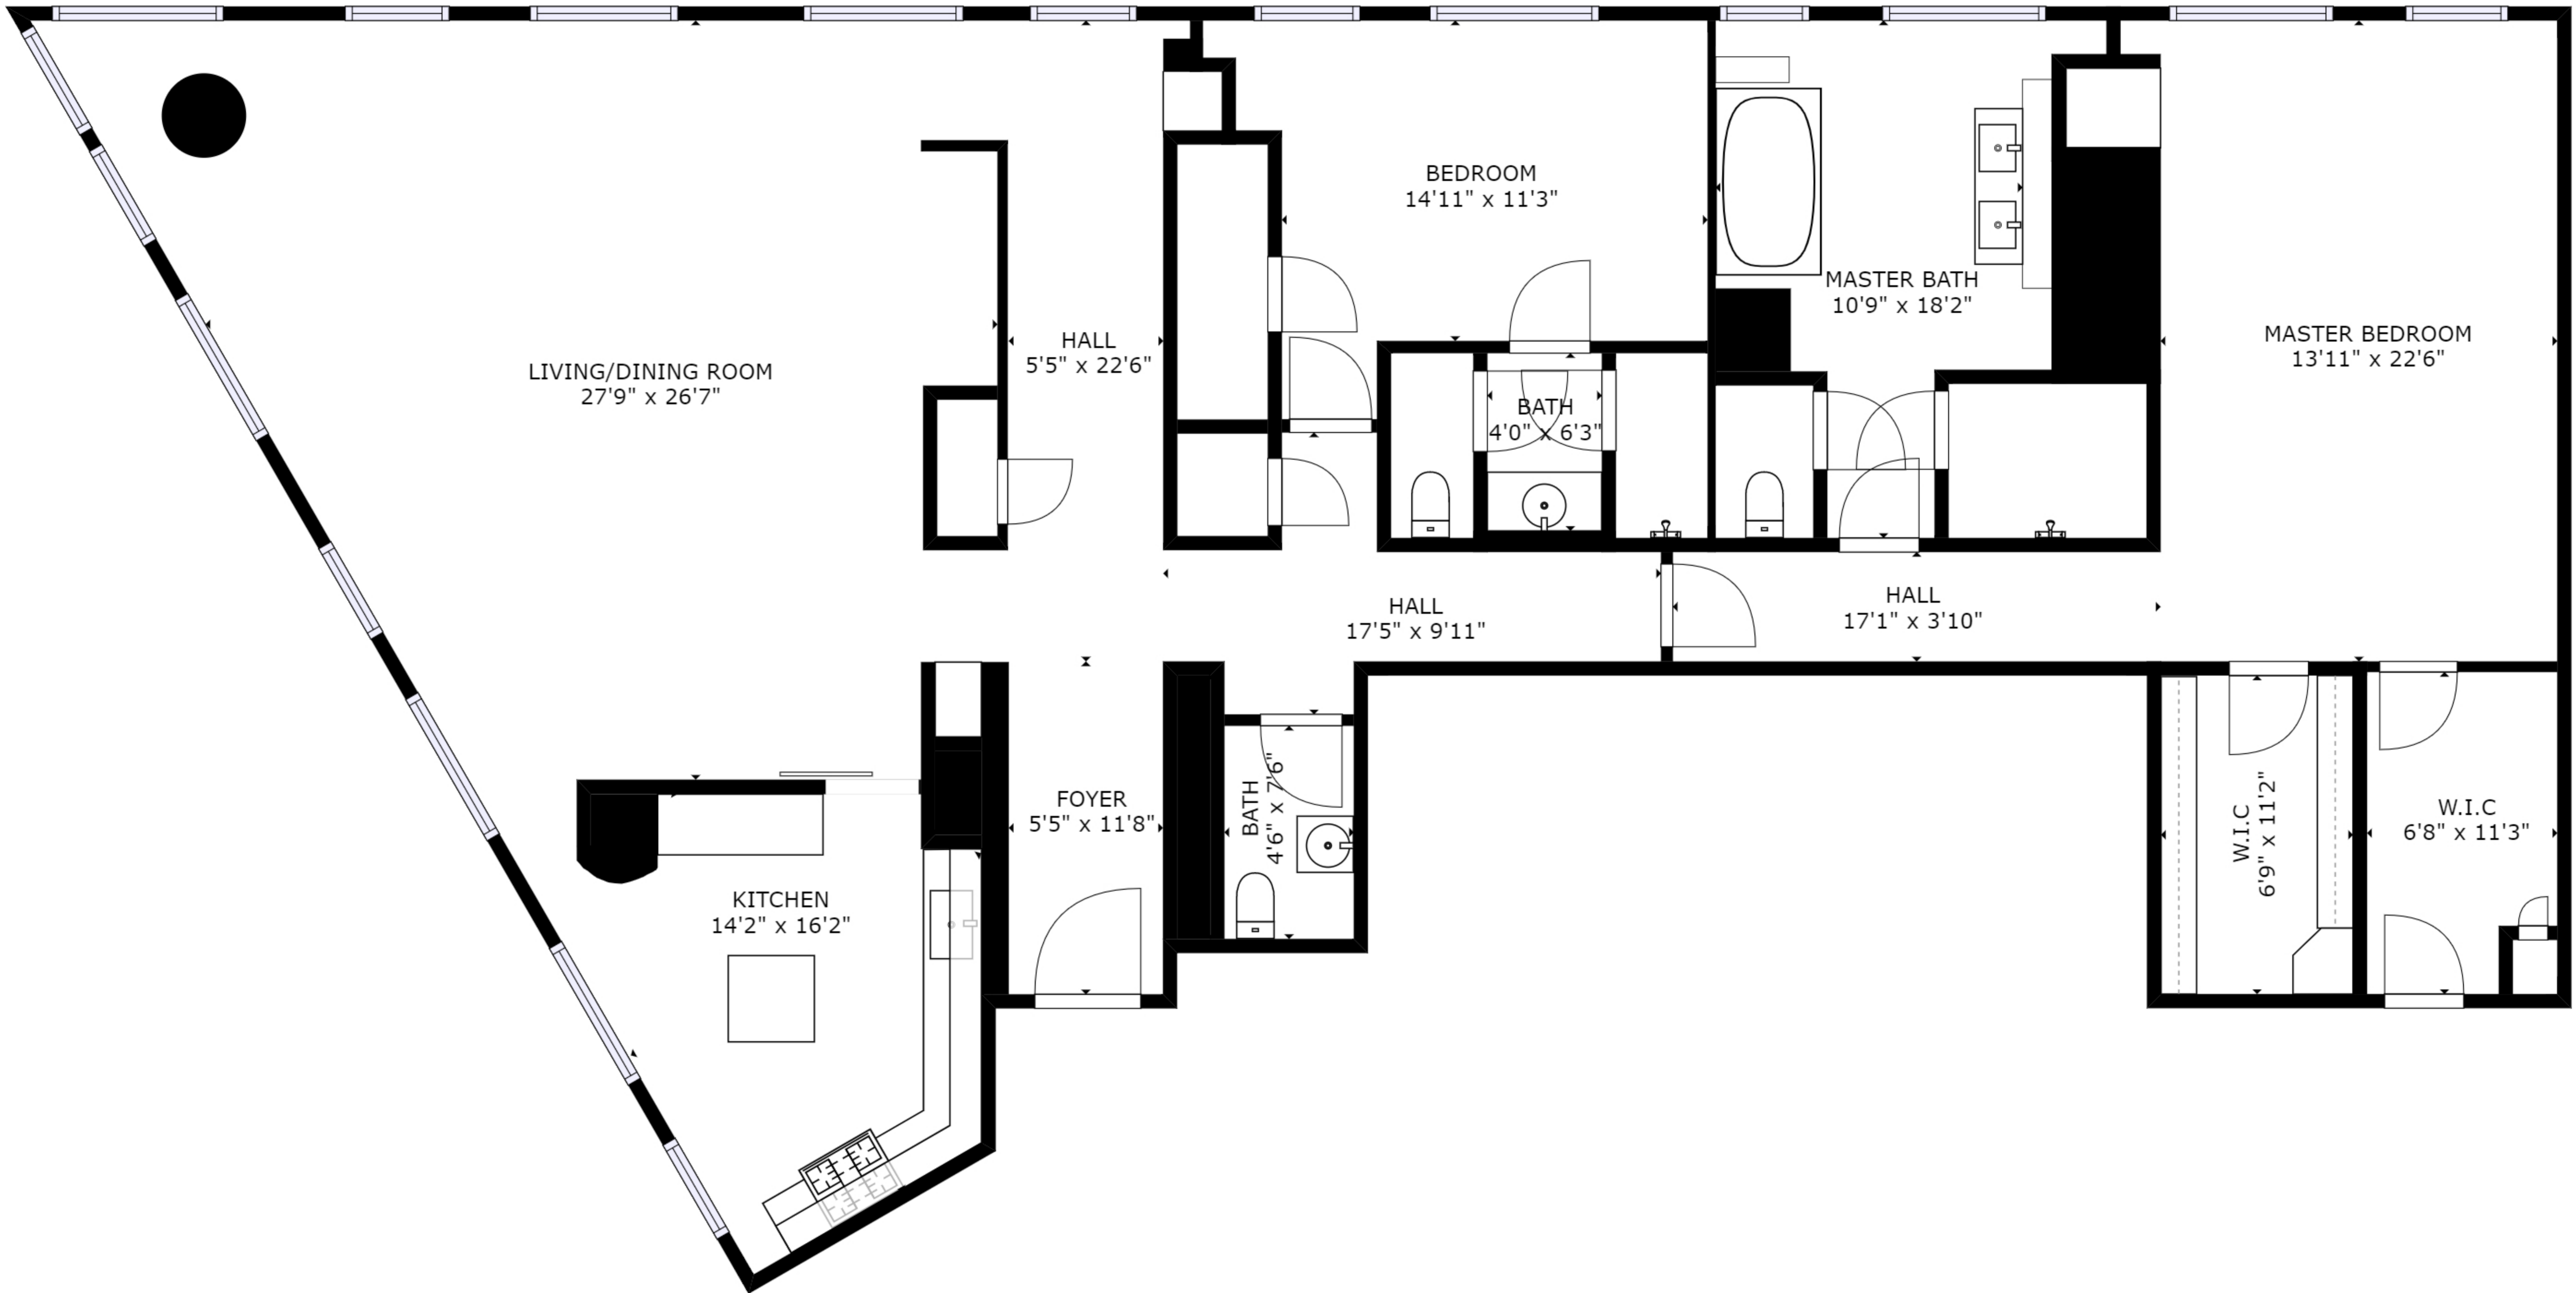 BEDROOM
14'11" x 11'3"
MASTER BATH
10'9" x 18'2"
HALL
5'5" x 22'6"
MASTER BEDROOM
13'11" x 22'6"
LIVING/DINING ROOM
27'9" x 26'7"
BATH
4'0" x 6'3"
HALL
17'5" x 9'11"
HALL
17'1" x 3'10"
FOYER
5'5" x 11'8"
BATH
4'6" x 7'6"
W.I.C
6'9" x 11'2"
W.I.C
6'8" x 11'3"
KITCHEN
14'2" x 16'2"